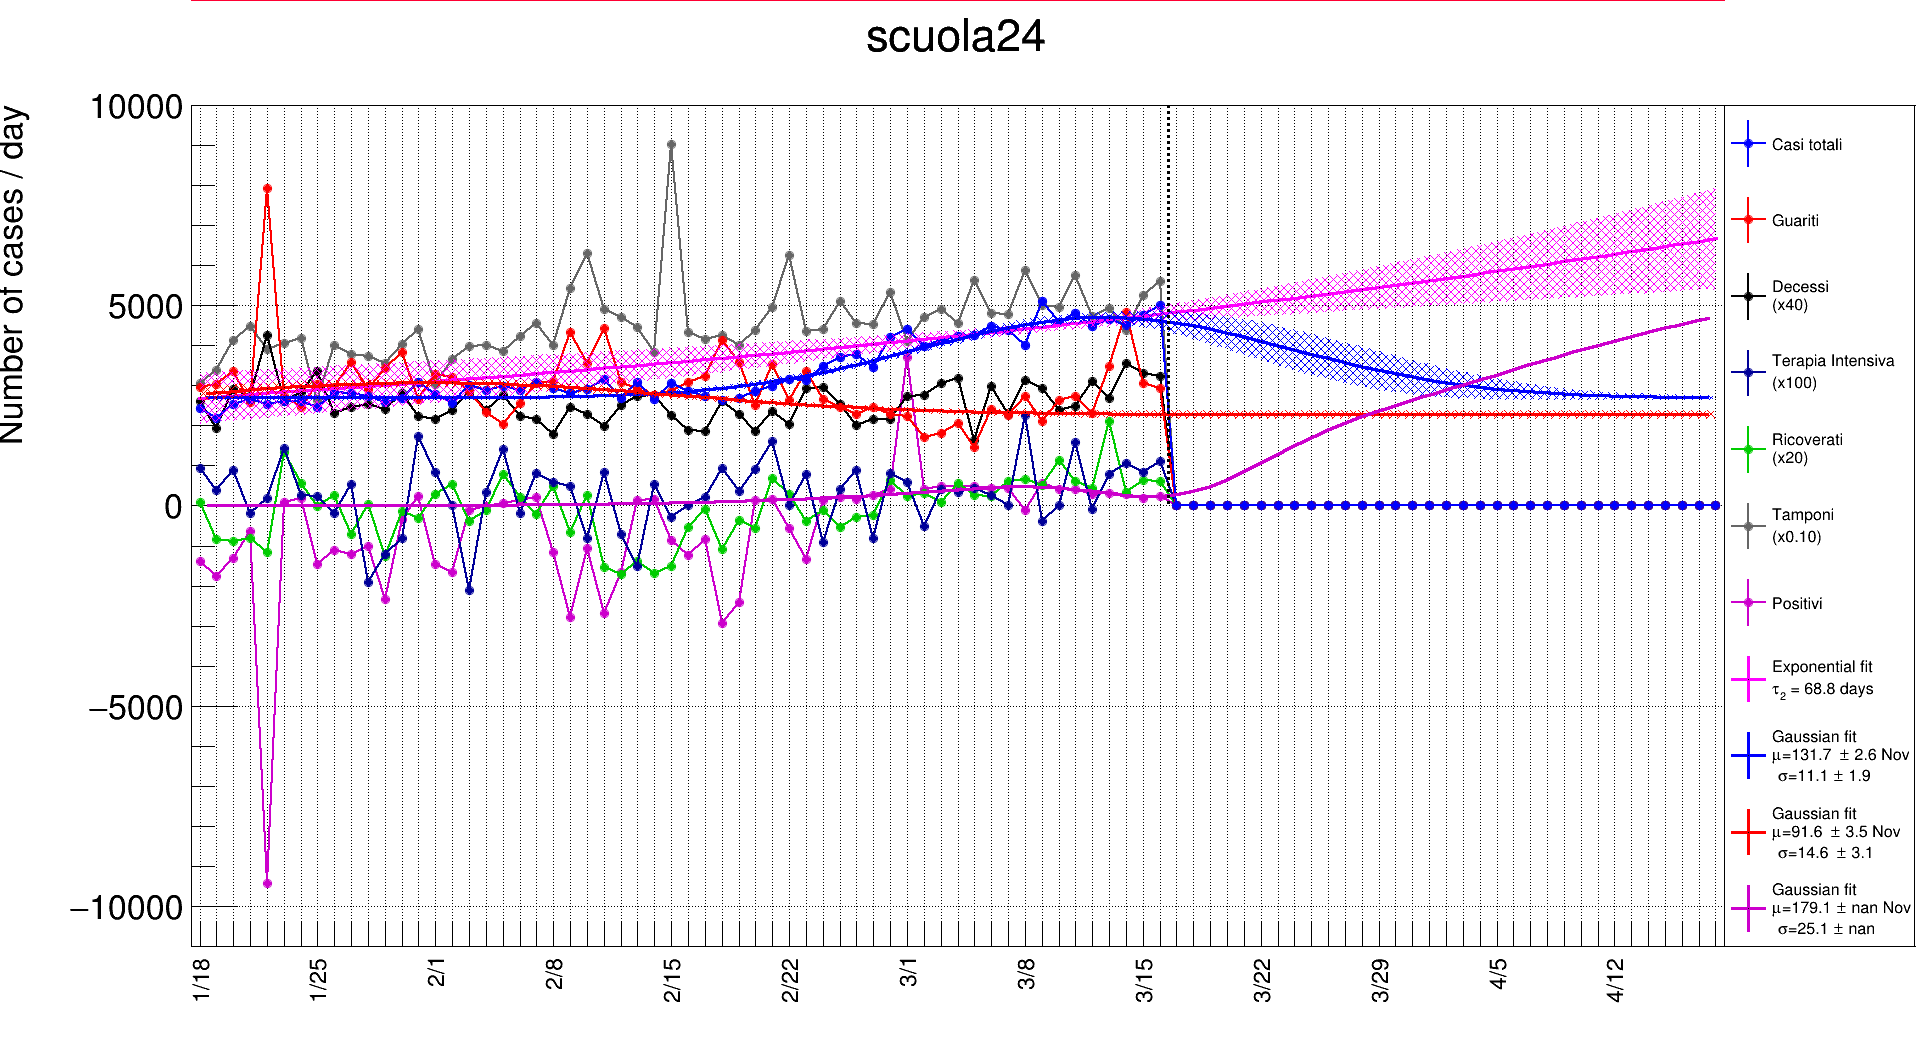 scuola24
Number of cases / day
10000
5000
0
−5000
−10000
1/18
1/25
2/1
2/8
2/15
2/22
3/1
3/8
3/15
3/22
3/29
4/5
4/12
Casi totali
Guariti
Decessi
(x40)
Terapia Intensiva
(x100)
Ricoverati
(x20)
Tamponi
(x0.10)
Positivi
Exponential fit
τ2 = 68.8 days
Gaussian fit
μ=131.7 ± 2.6 Nov
σ=11.1 ± 1.9
Gaussian fit
μ=91.6 ± 3.5 Nov
σ=14.6 ± 3.1
Gaussian fit
μ=179.1 ± nan Nov
σ=25.1 ± nan